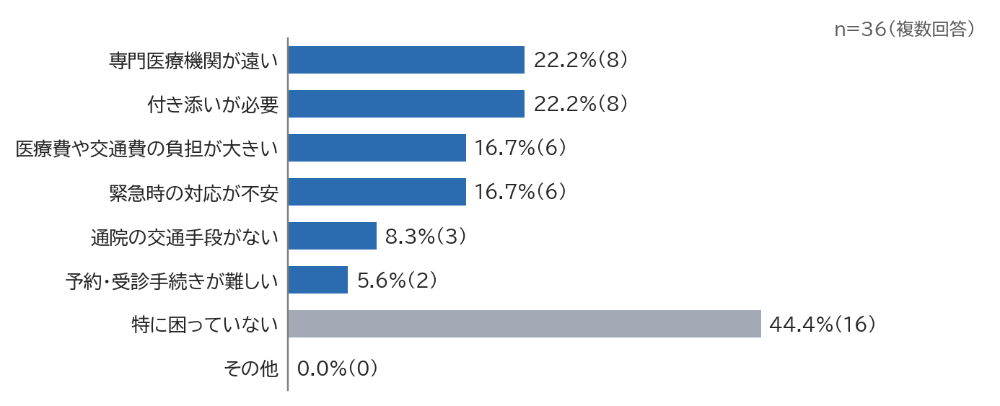 n=36(複数回答)
専門医療機関が遠い 22.2%(8)
付き添いが必要 22.2%(8)
医療費や交通費の負担が大きい 16.7%(6)
緊急時の対応が不安 16.7%(6)
通院の交通手段がない 8.3%(3)
予約・受診手続きが難しい 5.6%(2)
特に困っていない 44.4%(16)
その他 0.0%(0)